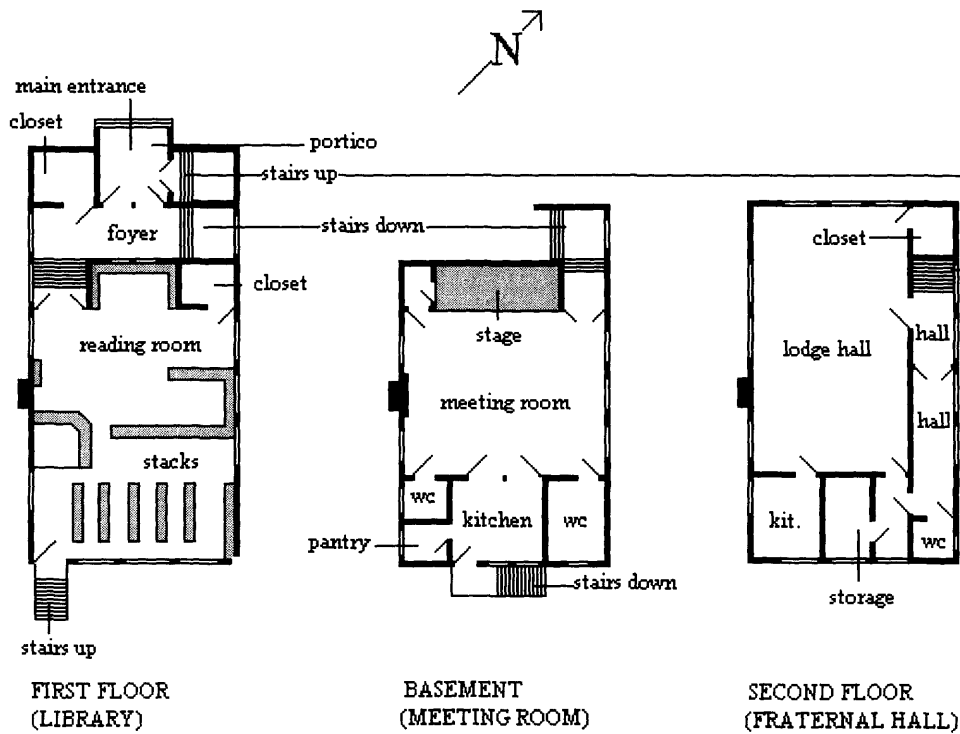 N
main entrance
closet
portico
stairs up
foyer
stairs down
closet
closet
reading room
stage
lodge hall
hall
meeting room
hall
stacks
wc
kitchen
wc
kit.
wc
pantry
stairs down
storage
stairs up
FIRST FLOOR
(LIBRARY)
BASEMENT
(MEETING ROOM)
SECOND FLOOR
(FRATERNAL HALL)